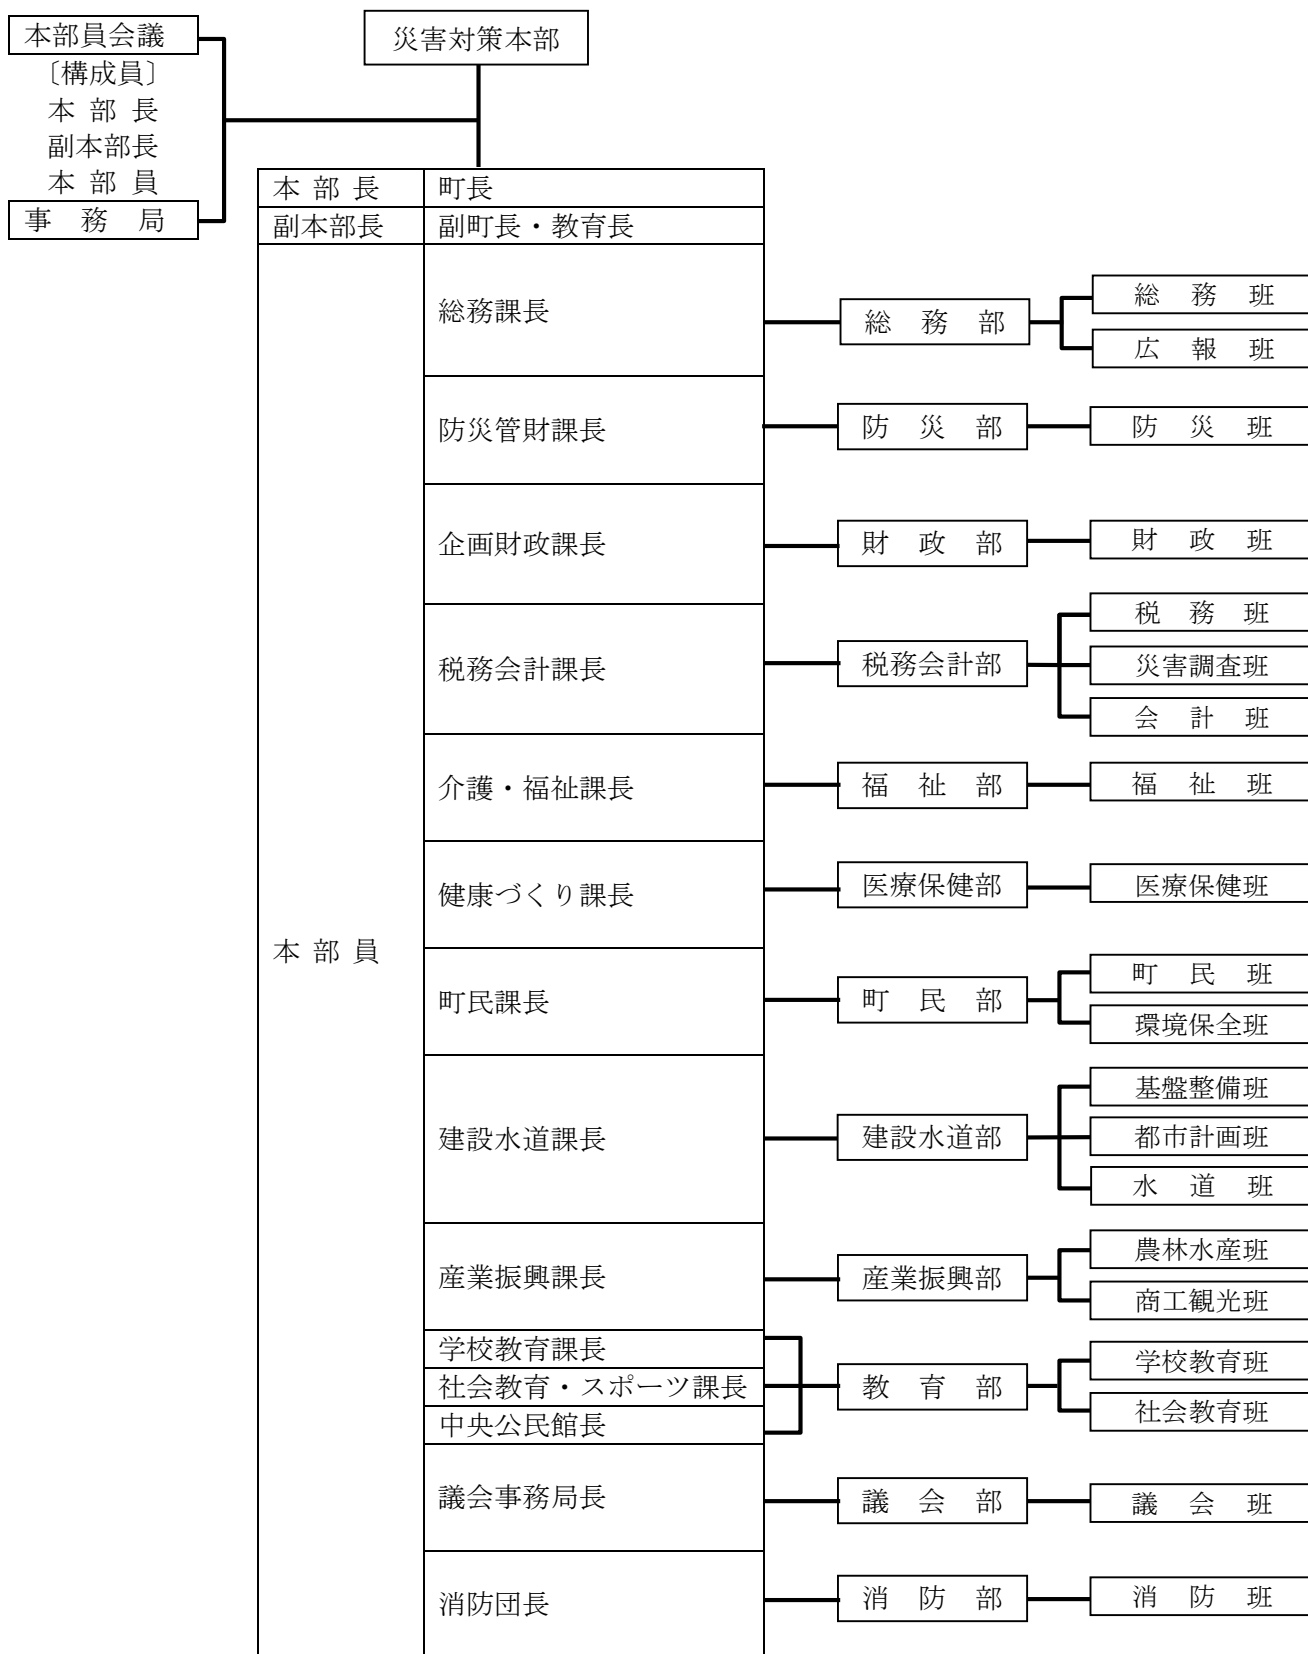 本部員会議
〔構成員〕
本部長
副本部長
本部員
事務局
災害対策本部
本部長 町長
副本部長 副町長・教育長
本部員
総務課長 総務部 総務班
広報班
防災管財課長 防災部 防災班
企画財政課長 財政部 財政班
税務会計課長 税務会計部 税務班
災害調査班
会計班
介護・福祉課長 福祉部 福祉班
健康づくり課長 医療保健部 医療保健班
町民課長 町民部 町民班
環境保全班
建設水道課長 建設水道部 基盤整備班
都市計画班
水道班
産業振興課長 産業振興部 農林水産班
商工観光班
学校教育課長
社会教育・スポーツ課長 教育部 学校教育班
中央公民館長 社会教育班
議会事務局長 議会部 議会班
消防団長 消防部 消防班